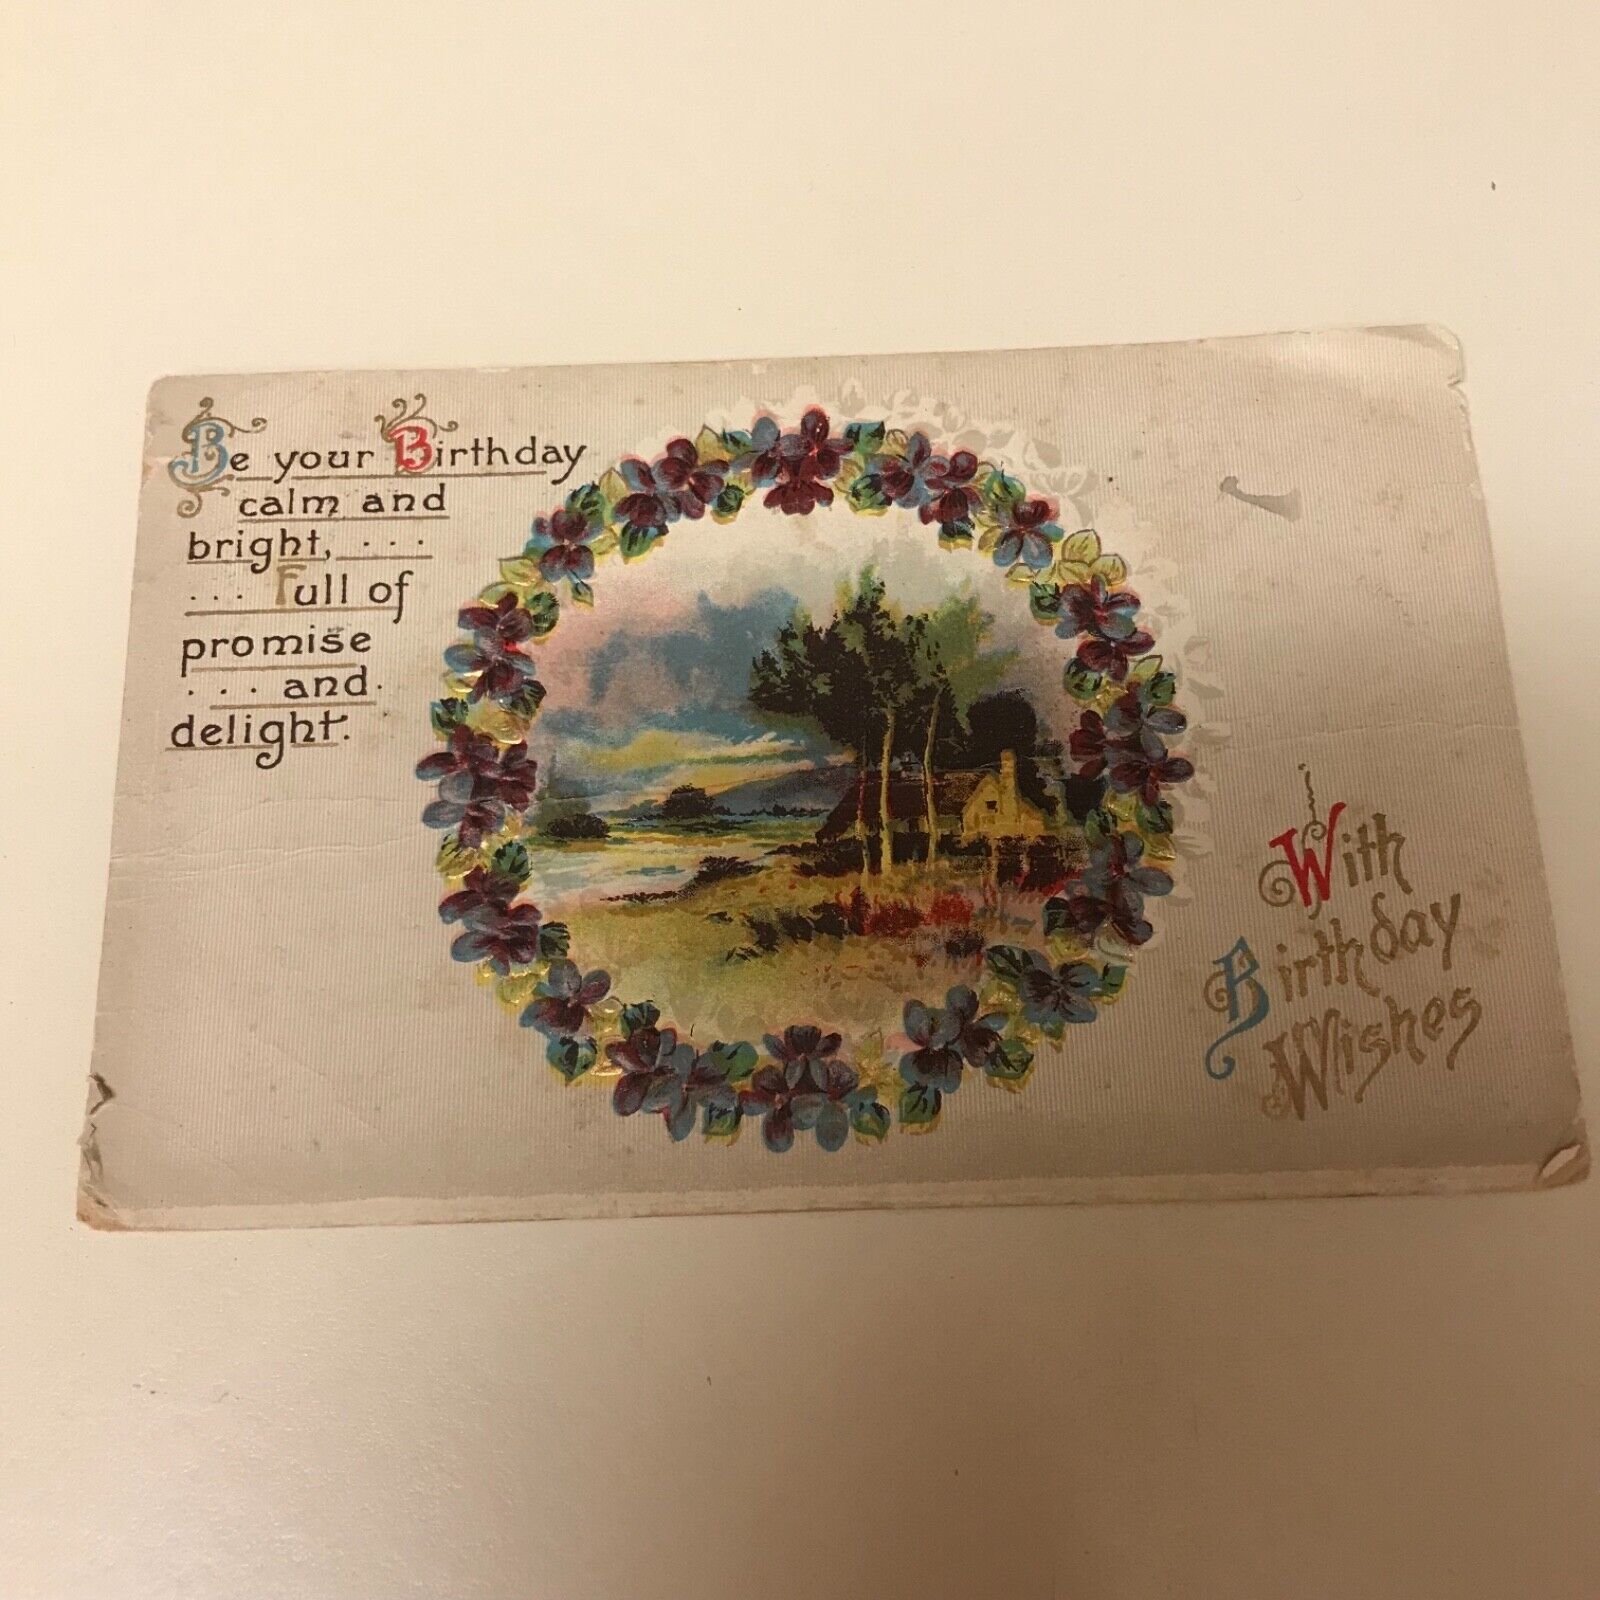 Be your Birthday
calm and
bright, . . .
. . . Full of
promise
. . . and .
delight.
With
Birthday
Wishes